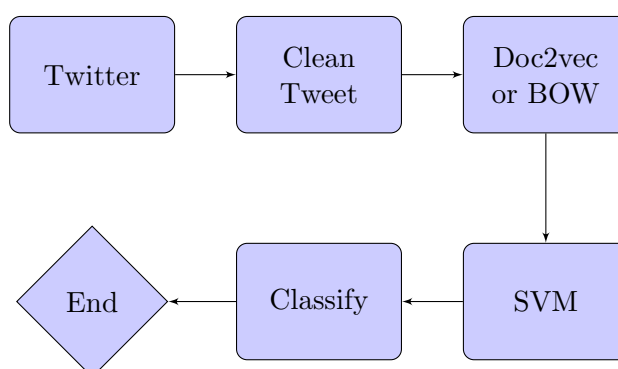 Twitter
Clean
Tweet
Doc2vec
or BOW
End
Classify
SVM